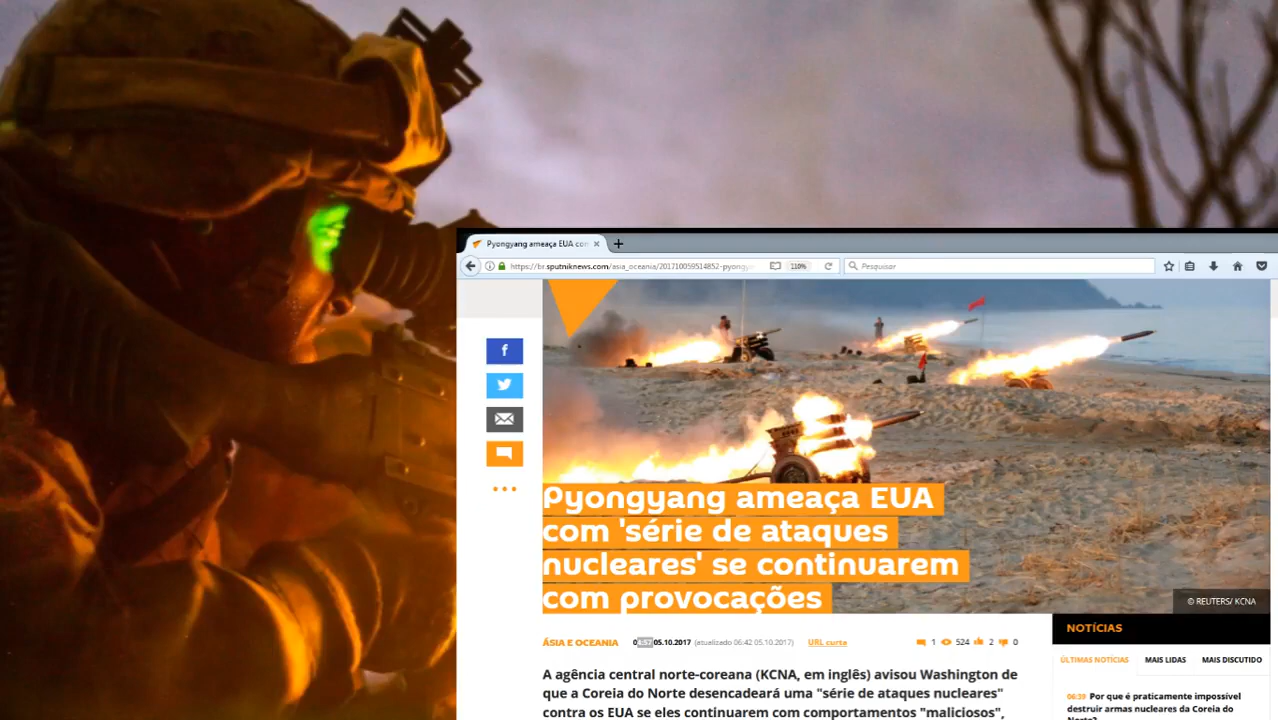 Pyongyang ameaça EUA con
https://br.sputniknews.com/asia_oceania/201710059514852-pyongy
110%
Pesquisar
f
Pyongyang ameaça EUA
com 'série de ataques
nucleares' se continuarem
com provocações
© REUTERS/ KCNA
ÁSIA E OCEANIA
05.10.2017 (atualizado 06:42 05.10.2017)
URL curta
1 524 2 0
A agência central norte-coreana (KCNA, em inglês) avisou Washington de
que a Coreia do Norte desencadeará uma "série de ataques nucleares"
contra os EUA se eles continuarem com comportamentos "maliciosos",
NOTÍCIAS
ÚLTIMAS NOTÍCIAS MAIS LIDAS MAIS DISCUTIDO
06:39 Por que é praticamente impossível
destruir armas nucleares da Coreia do
Norte?